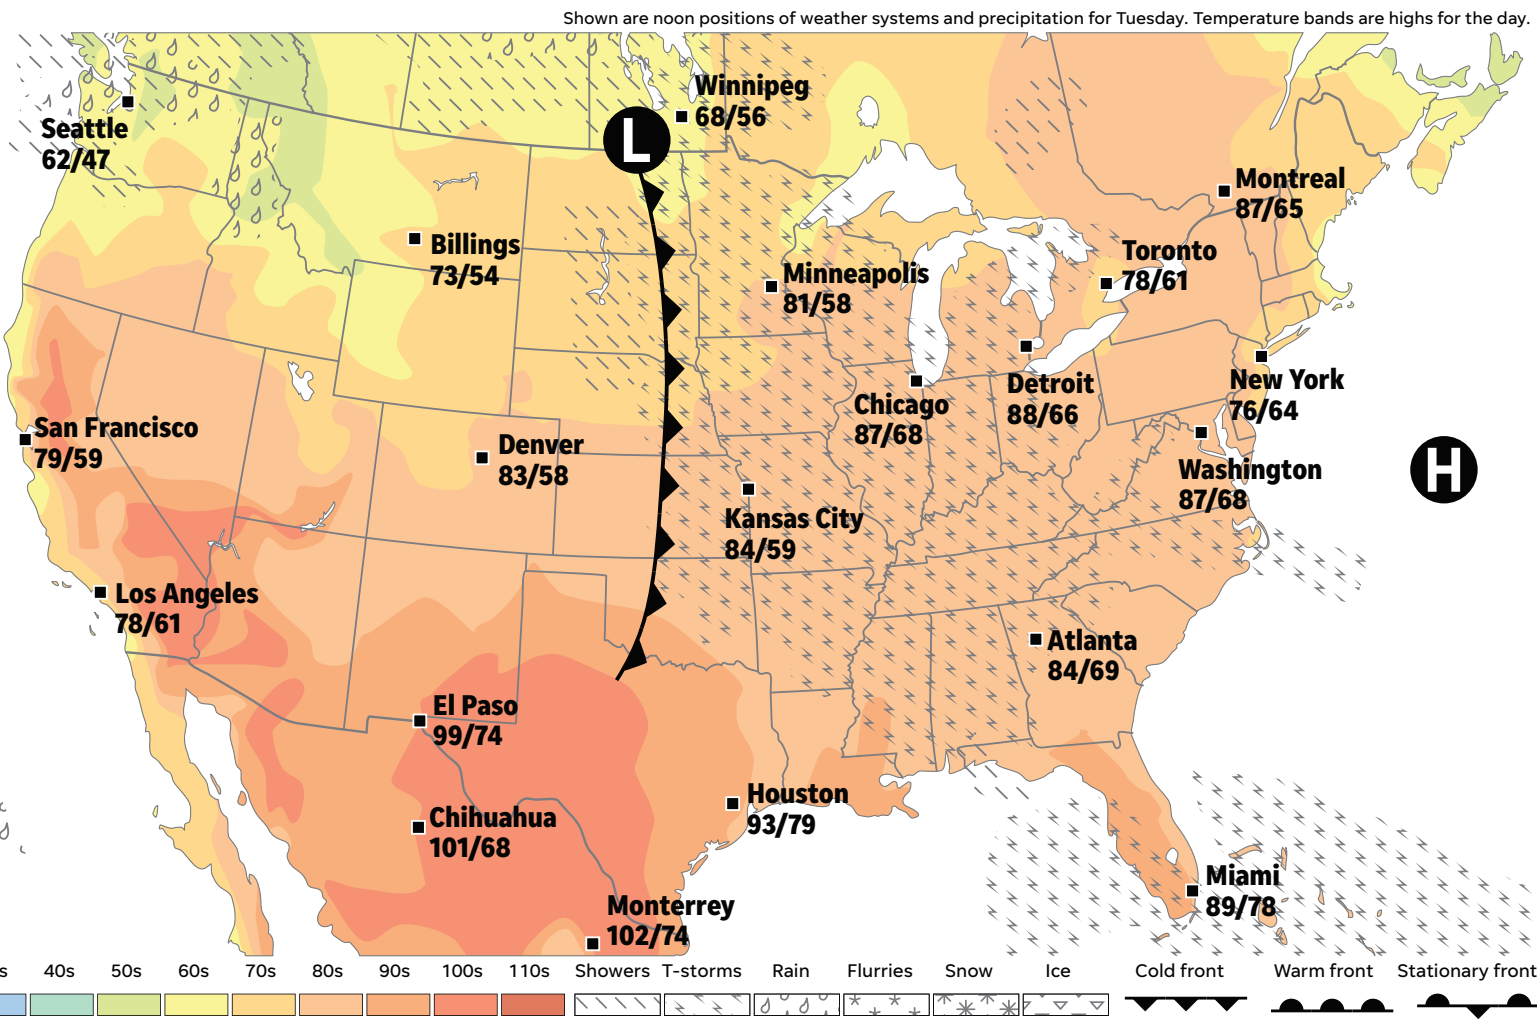 Shown are noon positions of weather systems and precipitation for Tuesday. Temperature bands are highs for the day.
Winnipeg
68/56
L
Seattle
62/47
Montreal
87/65
Billings
73/54
Toronto
78/61
Minneapolis
81/58
New York
76/64
Detroit
88/66
Chicago
87/68
San Francisco
79/59
Denver
83/58
H
Washington
87/68
Kansas City
84/59
Los Angeles
78/61
Atlanta
84/69
El Paso
99/74
Houston
93/79
Chihuahua
101/68
Miami
89/78
Monterrey
102/74
s 40s 50s 60s 70s 80s 90s 100s 110s Showers T-storms Rain Flurries Snow Ice Cold front Warm front Stationary front